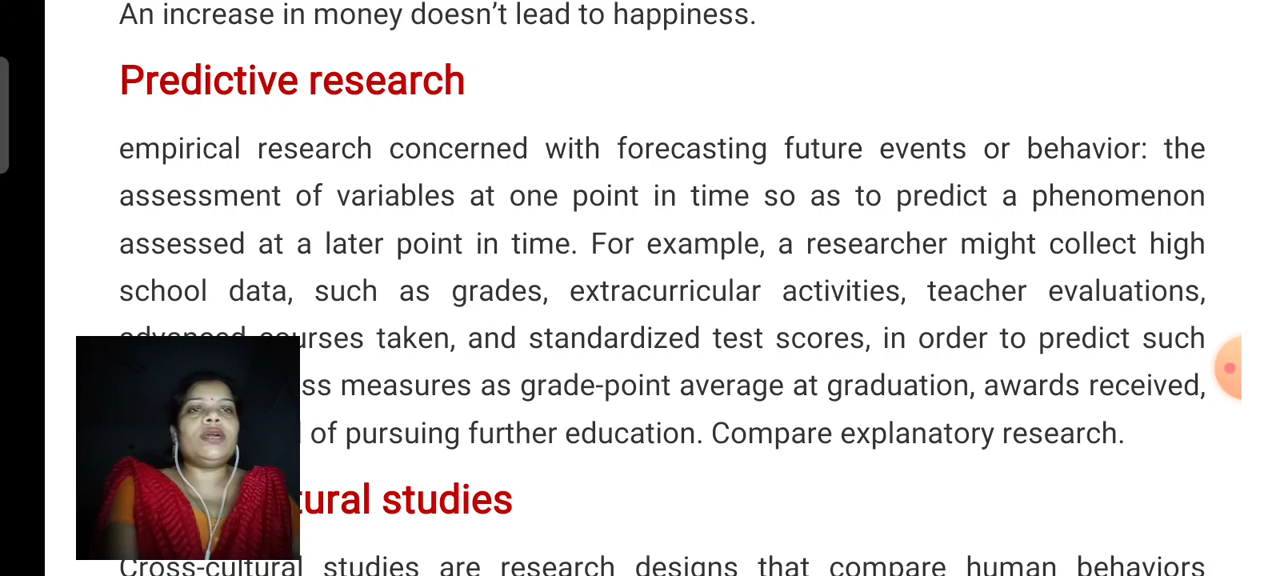 An increase in money doesn’t lead to happiness.
Predictive research
empirical research concerned with forecasting future events or behavior: the
assessment of variables at one point in time so as to predict a phenomenon
assessed at a later point in time. For example, a researcher might collect high
school data, such as grades, extracurricular activities, teacher evaluations,
advanced courses taken, and standardized test scores, in order to predict such
measures as grade-point average at graduation, awards received,
of pursuing further education. Compare explanatory research.
studies
Cross-cultural studies are research designs that compare human behaviors